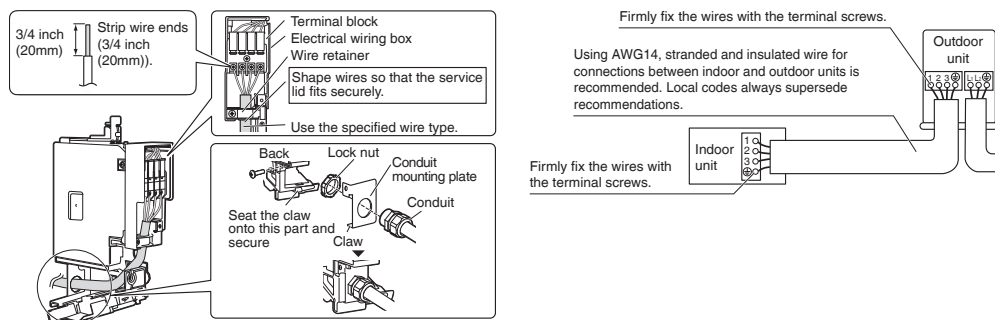 3/4 inch
(20mm)
Strip wire ends
(3/4 inch
(20mm)).
Terminal block
Electrical wiring box
Wire retainer
Shape wires so that the service
lid fits securely.
Use the specified wire type.
Back
Lock nut
Conduit
mounting plate
Conduit
Seat the claw
onto this part and
secure
Claw
Firmly fix the wires with the terminal screws.
Using AWG14, stranded and insulated wire for
connections between indoor and outdoor units is
recommended. Local codes always supersede
recommendations.
Outdoor
unit
1 2 3
L1 L2
Indoor
unit
1
2
3
Firmly fix the wires with
the terminal screws.